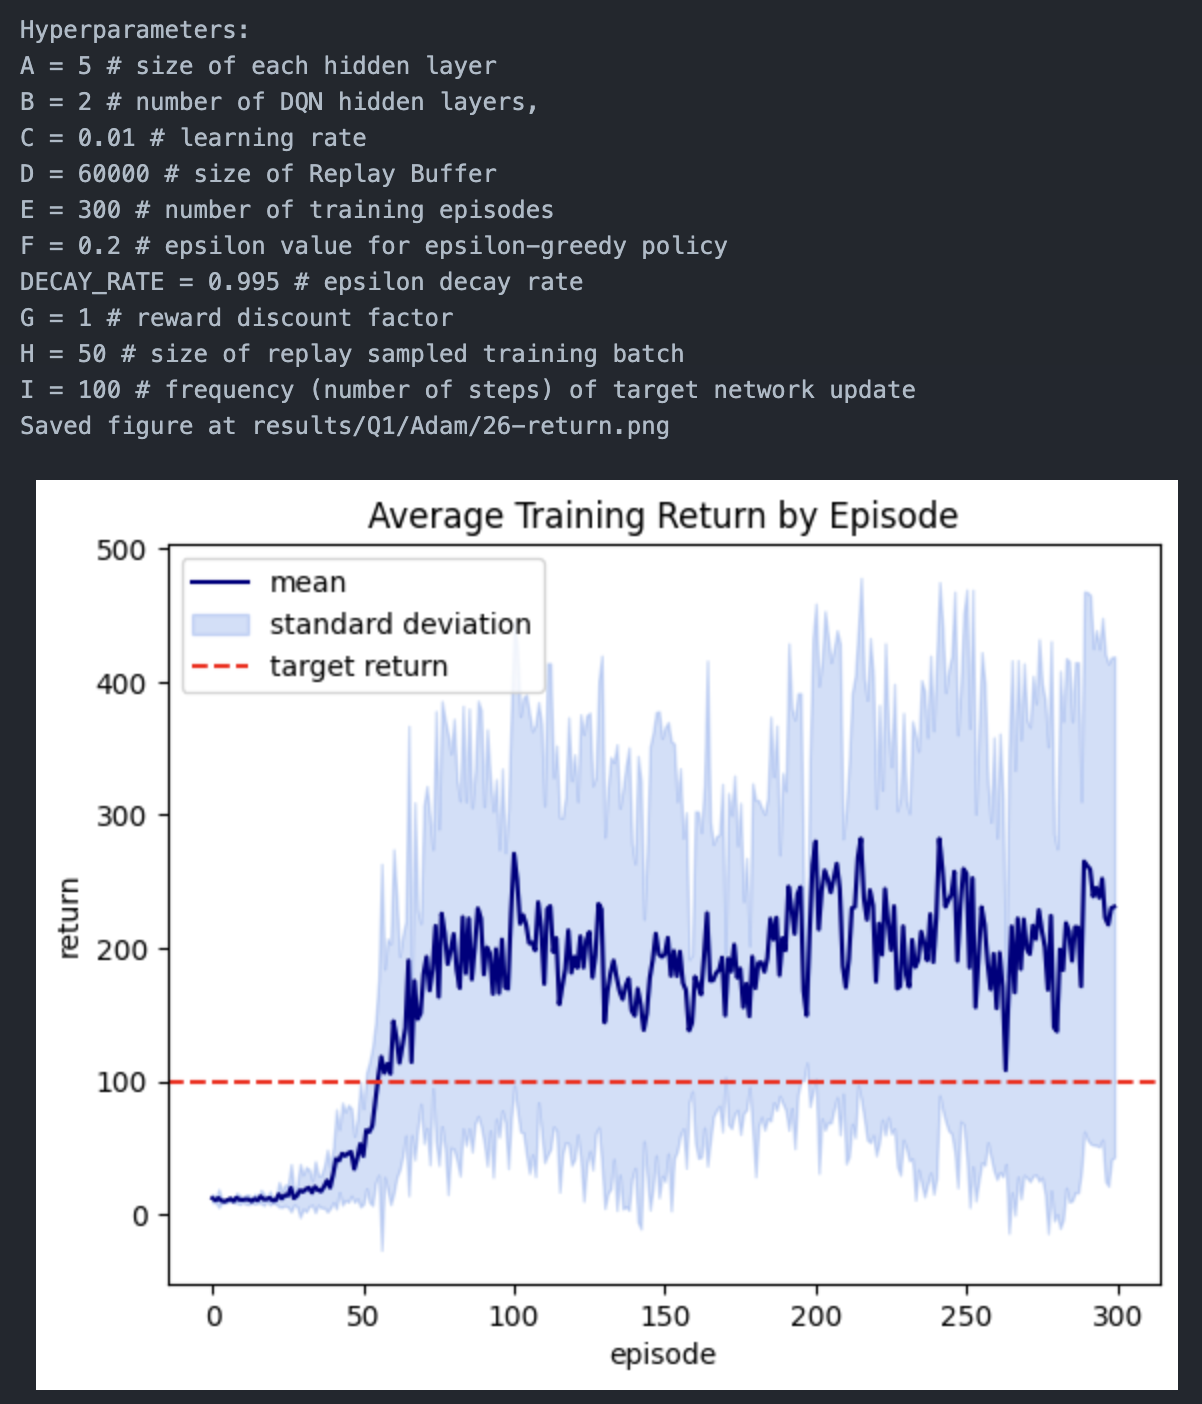 Hyperparameters:
A = 5 # size of each hidden layer
B = 2 # number of DQN hidden layers,
C = 0.01 # learning rate
D = 60000 # size of Replay Buffer
E = 300 # number of training episodes
F = 0.2 # epsilon value for epsilon-greedy policy
DECAY_RATE = 0.995 # epsilon decay rate
G = 1 # reward discount factor
H = 50 # size of replay sampled training batch
I = 100 # frequency (number of steps) of target network update
Saved figure at results/Q1/Adam/26-return.png
Average Training Return by Episode
mean
standard deviation
target return
500
400
300
200
100
0
return
0 50 100 150 200 250 300
episode